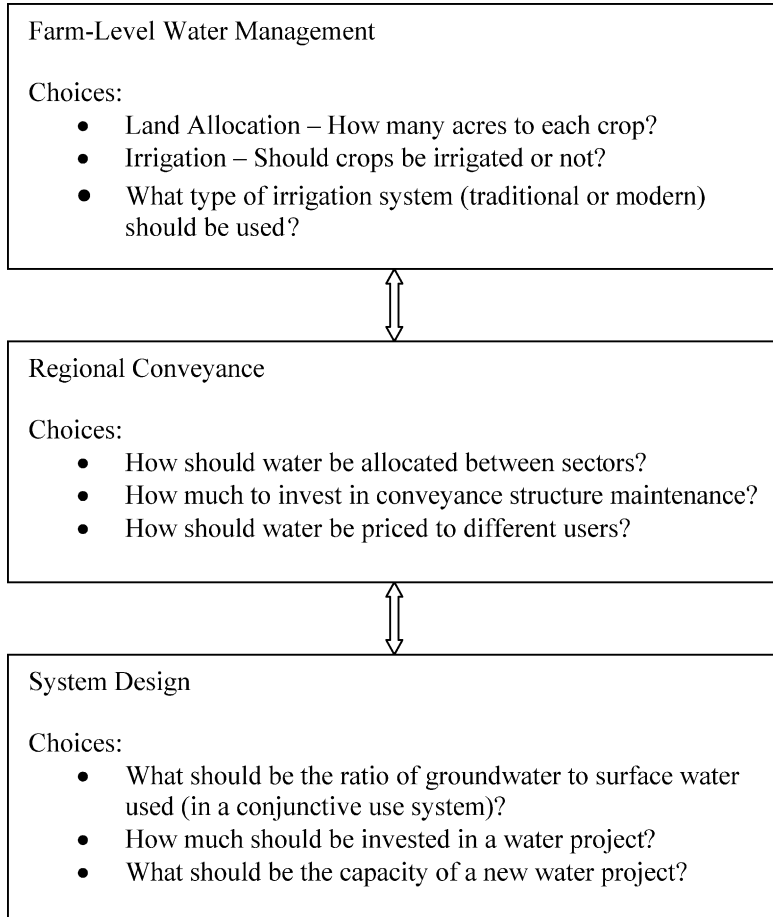 Farm-Level Water Management
Choices:
• Land Allocation – How many acres to each crop?
• Irrigation – Should crops be irrigated or not?
• What type of irrigation system (traditional or modern)
should be used?
Regional Conveyance
Choices:
• How should water be allocated between sectors?
• How much to invest in conveyance structure maintenance?
• How should water be priced to different users?
System Design
Choices:
• What should be the ratio of groundwater to surface water
used (in a conjunctive use system)?
• How much should be invested in a water project?
• What should be the capacity of a new water project?